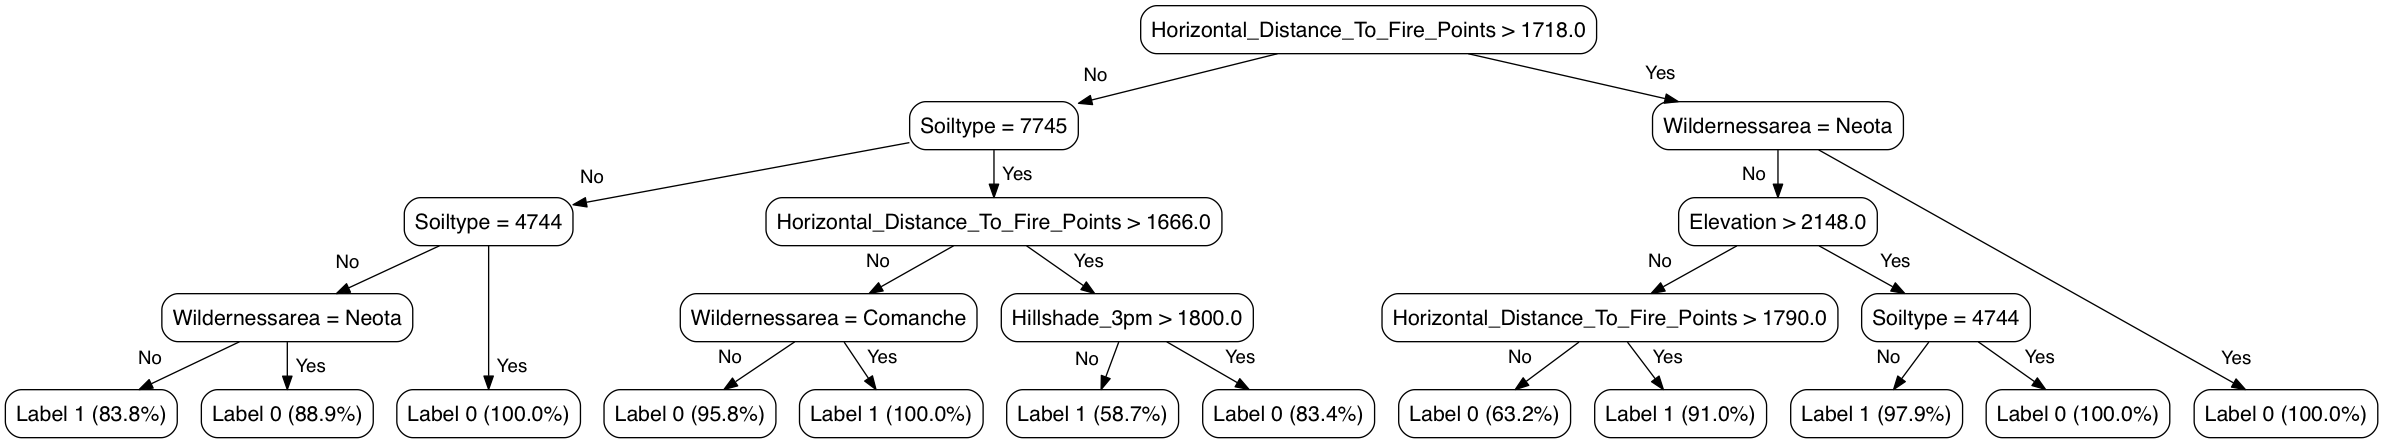 Horizontal_Distance_To_Fire_Points > 1718.0
No
Yes
Soiltype = 7745
Wildernessarea = Neota
No
Yes
No
Yes
Soiltype = 4744
Horizontal_Distance_To_Fire_Points > 1666.0
Elevation > 2148.0
No
Yes
No
Yes
No
Yes
Wildernessarea = Neota
Wildernessarea = Comanche
Hillshade_3pm > 1800.0
Horizontal_Distance_To_Fire_Points > 1790.0
Soiltype = 4744
No
Yes
No
Yes
No
Yes
No
Yes
No
Yes
Label 1 (83.8%)
Label 0 (88.9%)
Label 0 (100.0%)
Label 0 (95.8%)
Label 1 (100.0%)
Label 1 (58.7%)
Label 0 (83.4%)
Label 0 (63.2%)
Label 1 (91.0%)
Label 1 (97.9%)
Label 0 (100.0%)
Label 0 (100.0%)